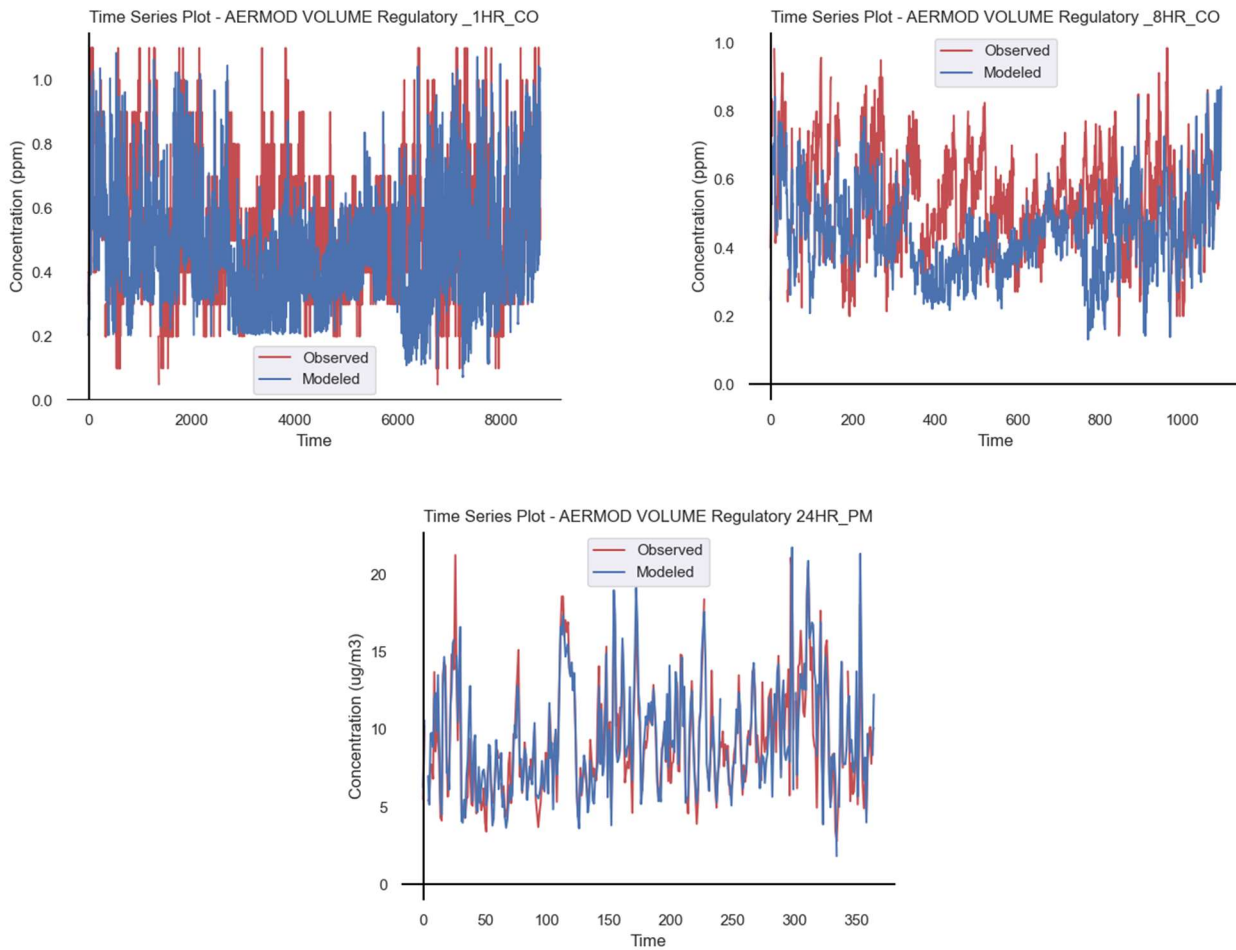 Time Series Plot - AERMOD VOLUME Regulatory _1HR_CO
Concentration (ppm)
1.0
0.8
0.6
0.4
0.2
0.0
Observed
Modeled
0 2000 4000 6000 8000
Time
Time Series Plot - AERMOD VOLUME Regulatory _8HR_CO
Concentration (ppm)
1.0
0.8
0.6
0.4
0.2
0.0
Observed
Modeled
0 200 400 600 800 1000
Time
Time Series Plot - AERMOD VOLUME Regulatory 24HR_PM
Concentration (ug/m3)
20
15
10
5
0
Observed
Modeled
0 50 100 150 200 250 300 350
Time